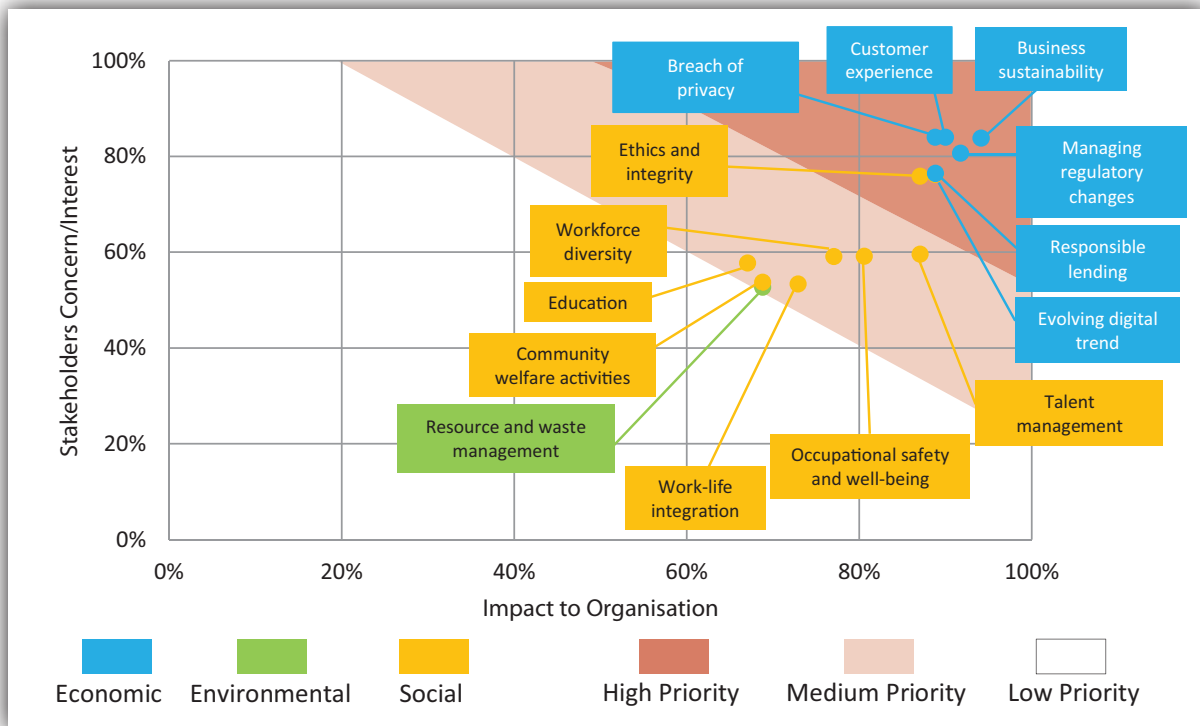 Stakeholders Concern/Interest
100%
80%
60%
40%
20%
0%
Breach of
privacy
Customer
experience
Business
sustainability
Ethics and
integrity
Managing
regulatory
changes
Workforce
diversity
Responsible
lending
Education
Evolving digital
trend
Community
welfare activities
Talent
management
Resource and waste
management
Occupational safety
and well-being
Work-life
integration
0%
20%
40%
60%
80%
100%
Impact to Organisation
Economic
Environmental
Social
High Priority
Medium Priority
Low Priority